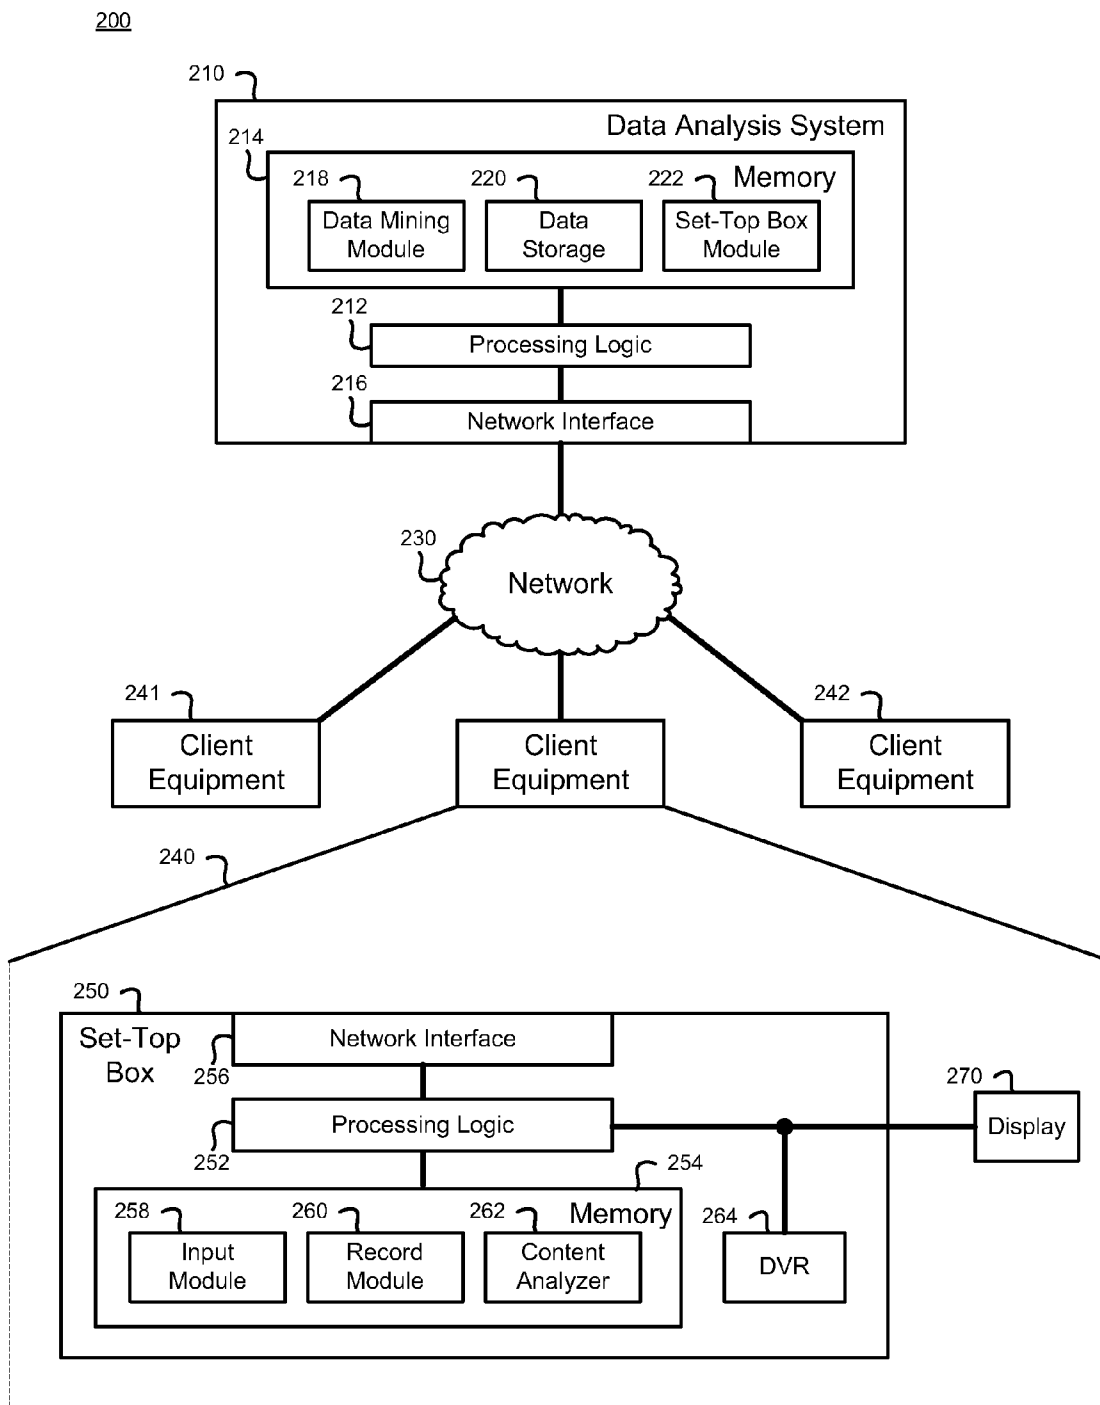 200
210
Data Analysis System
214
Memory
218
220
222
Data Mining
Module
Data
Storage
Set-Top Box
Module
212
Processing Logic
216
Network Interface
230
Network
241
242
Client
Equipment
Client
Equipment
Client
Equipment
240
250
Set-Top
Box
Network Interface
256
270
Display
Processing Logic
252
254
Memory
258
260
262
264
Input
Module
Record
Module
Content
Analyzer
DVR